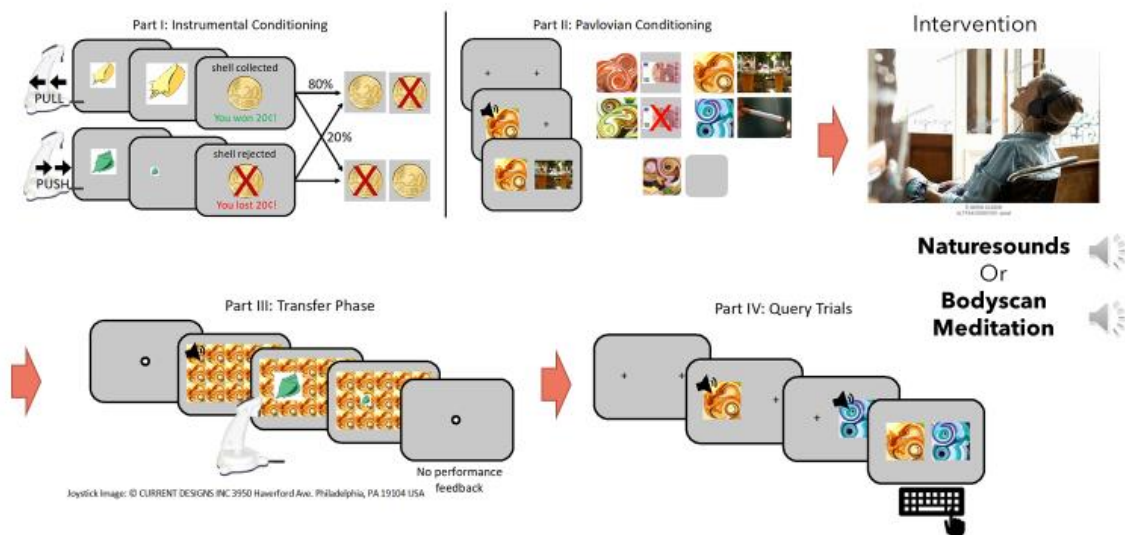 Part I: Instrumental Conditioning
PULL
shell collected
You won 20¢!
80%
20%
PUSH
shell rejected
You lost 20¢!
Part II: Pavlovian Conditioning
Intervention
Naturesounds
Or
Bodyscan
Meditation
Part III: Transfer Phase
No performance
feedback
Joystick Image: © CURRENT DESIGNS INC 3950 Haverford Ave. Philadelphia, PA 19104 USA
Part IV: Query Trials